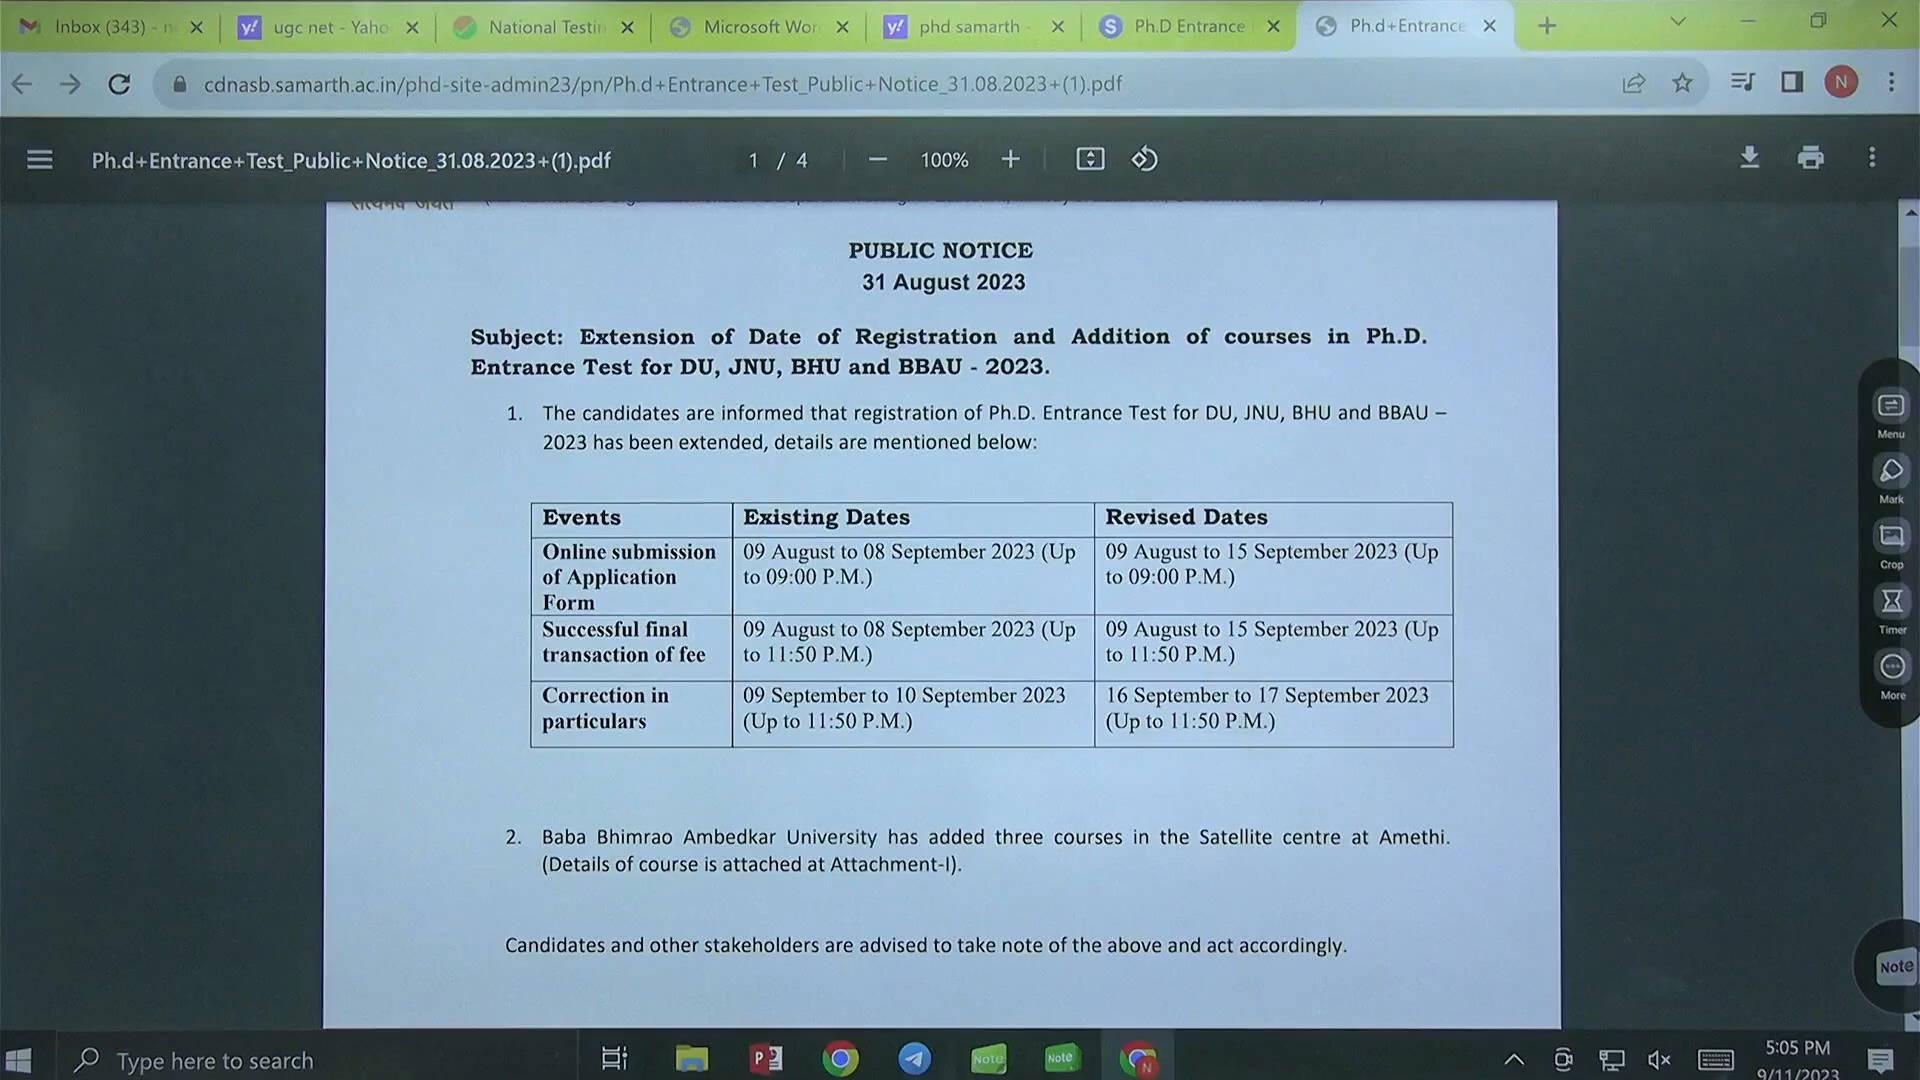 Inbox (343) - n
ugc net - Yaho
National Testin
Microsoft Wor
phd samarth -
Ph.D Entrance
Ph.d+Entrance
cdnasb.samarth.ac.in/phd-site-admin23/pn/Ph.d+Entrance+Test_Public+Notice_31.08.2023+(1).pdf
N
Ph.d+Entrance+Test_Public+Notice_31.08.2023+(1).pdf
1 / 4
100%
PUBLIC NOTICE
31 August 2023
Subject: Extension of Date of Registration and Addition of courses in Ph.D.
Entrance Test for DU, JNU, BHU and BBAU - 2023.
1. The candidates are informed that registration of Ph.D. Entrance Test for DU, JNU, BHU and BBAU –
2023 has been extended, details are mentioned below:
Events Existing Dates Revised Dates
Online submission 09 August to 08 September 2023 (Up 09 August to 15 September 2023 (Up
of Application to 09:00 P.M.) to 09:00 P.M.)
Form
Successful final 09 August to 08 September 2023 (Up 09 August to 15 September 2023 (Up
transaction of fee to 11:50 P.M.) to 11:50 P.M.)
Correction in 09 September to 10 September 2023 16 September to 17 September 2023
particulars (Up to 11:50 P.M.) (Up to 11:50 P.M.)
2. Baba Bhimrao Ambedkar University has added three courses in the Satellite centre at Amethi.
(Details of course is attached at Attachment-I).
Candidates and other stakeholders are advised to take note of the above and act accordingly.
Menu
Mark
Crop
Timer
More
Note
Type here to search
Note
Note
N
5:05 PM
9/11/2023